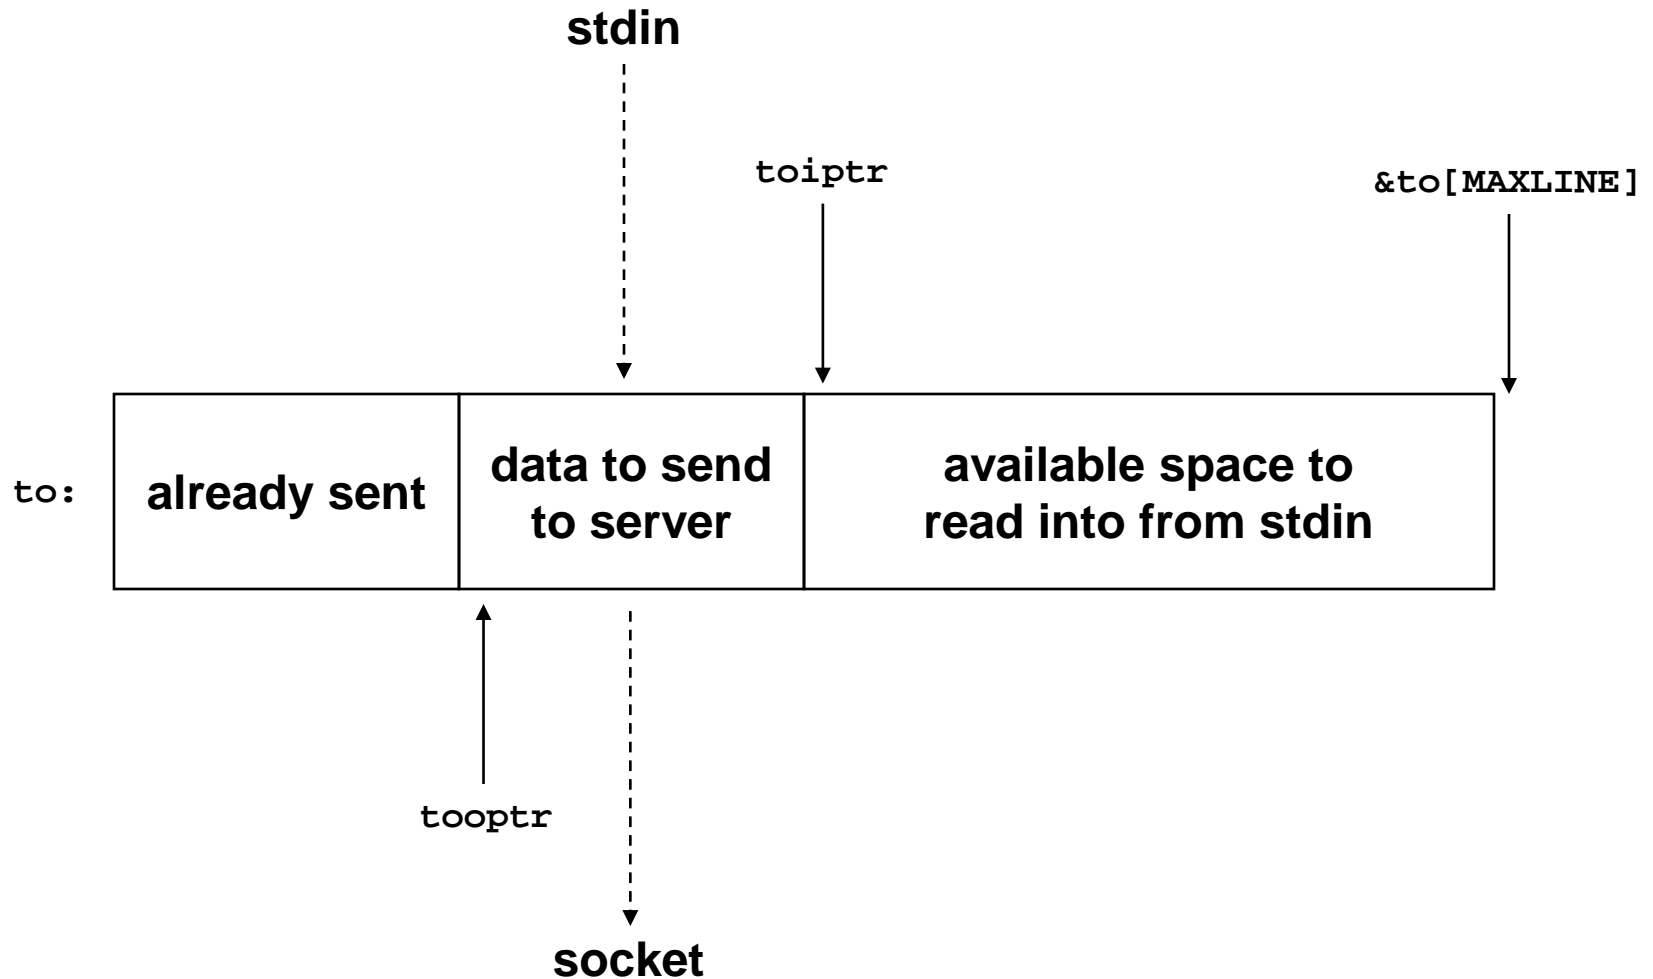 stdin
toiptr
&to[MAXLINE]
to:
already sent
data to send
to server
available space to
read into from stdin
tooptr
socket